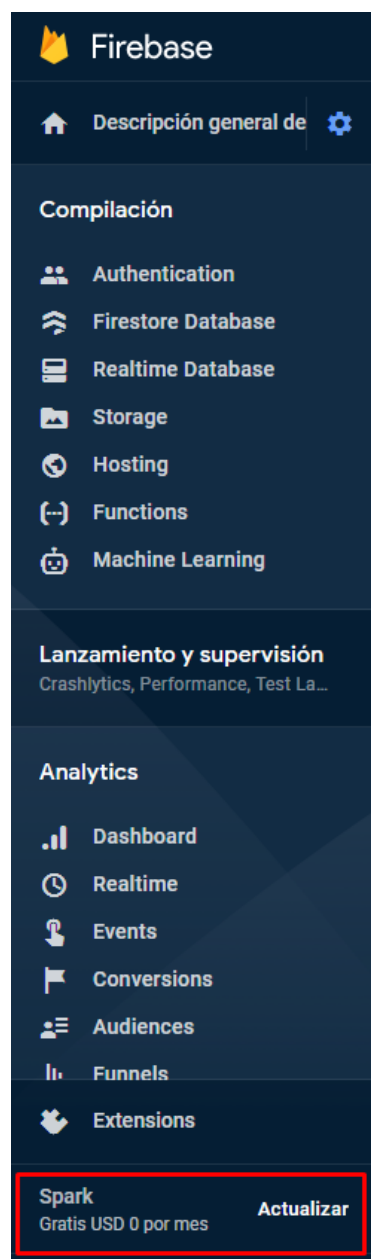 Firebase
Descripción general de
Compilación
Authentication
Firestore Database
Realtime Database
Storage
Hosting
Functions
Machine Learning
Lanzamiento y supervisión
Crashlytics, Performance, Test La...
Analytics
Dashboard
Realtime
Events
Conversions
Audiences
Funnels
Extensions
Spark
Gratis USD 0 por mes
Actualizar